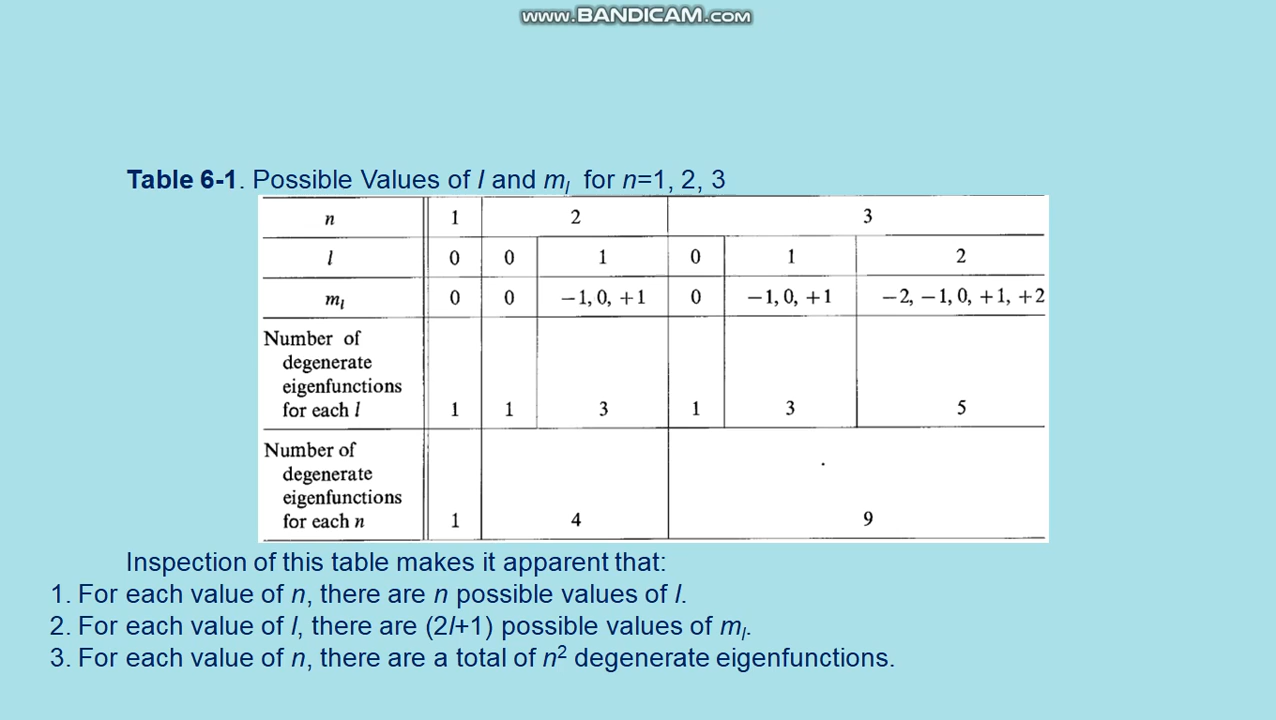 www.BANDICAM.com
Table 6-1. Possible Values of l and ml for n=1, 2, 3
n 1 2 3
l 0 0 1 0 1 2
ml 0 0 −1, 0, +1 0 −1, 0, +1 −2, −1, 0, +1, +2
Number of
degenerate
eigenfunctions
for each l 1 1 3 1 3 5
Number of
degenerate
eigenfunctions
for each n 1 4 9
Inspection of this table makes it apparent that:
1. For each value of n, there are n possible values of l.
2. For each value of l, there are (2l+1) possible values of ml.
3. For each value of n, there are a total of n² degenerate eigenfunctions.